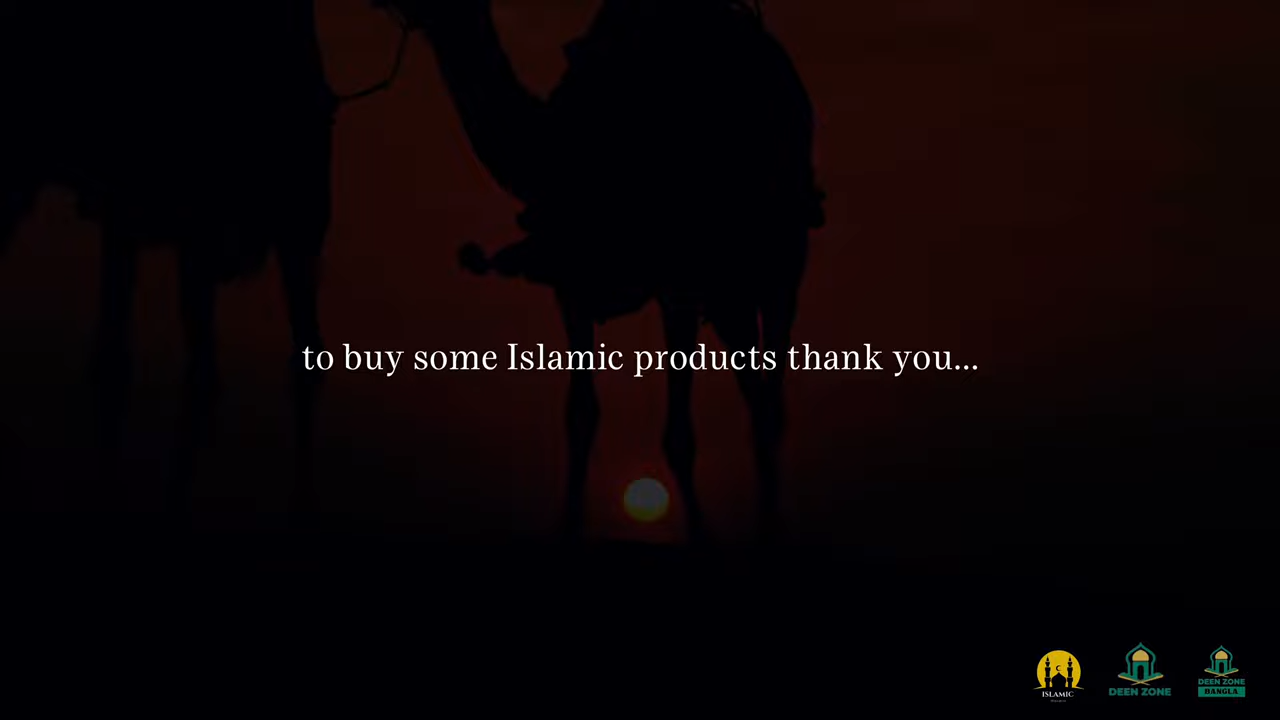 to buy some Islamic products thank you...
ISLAMIC
DEEN ZONE
DEEN ZONE
BANGLA